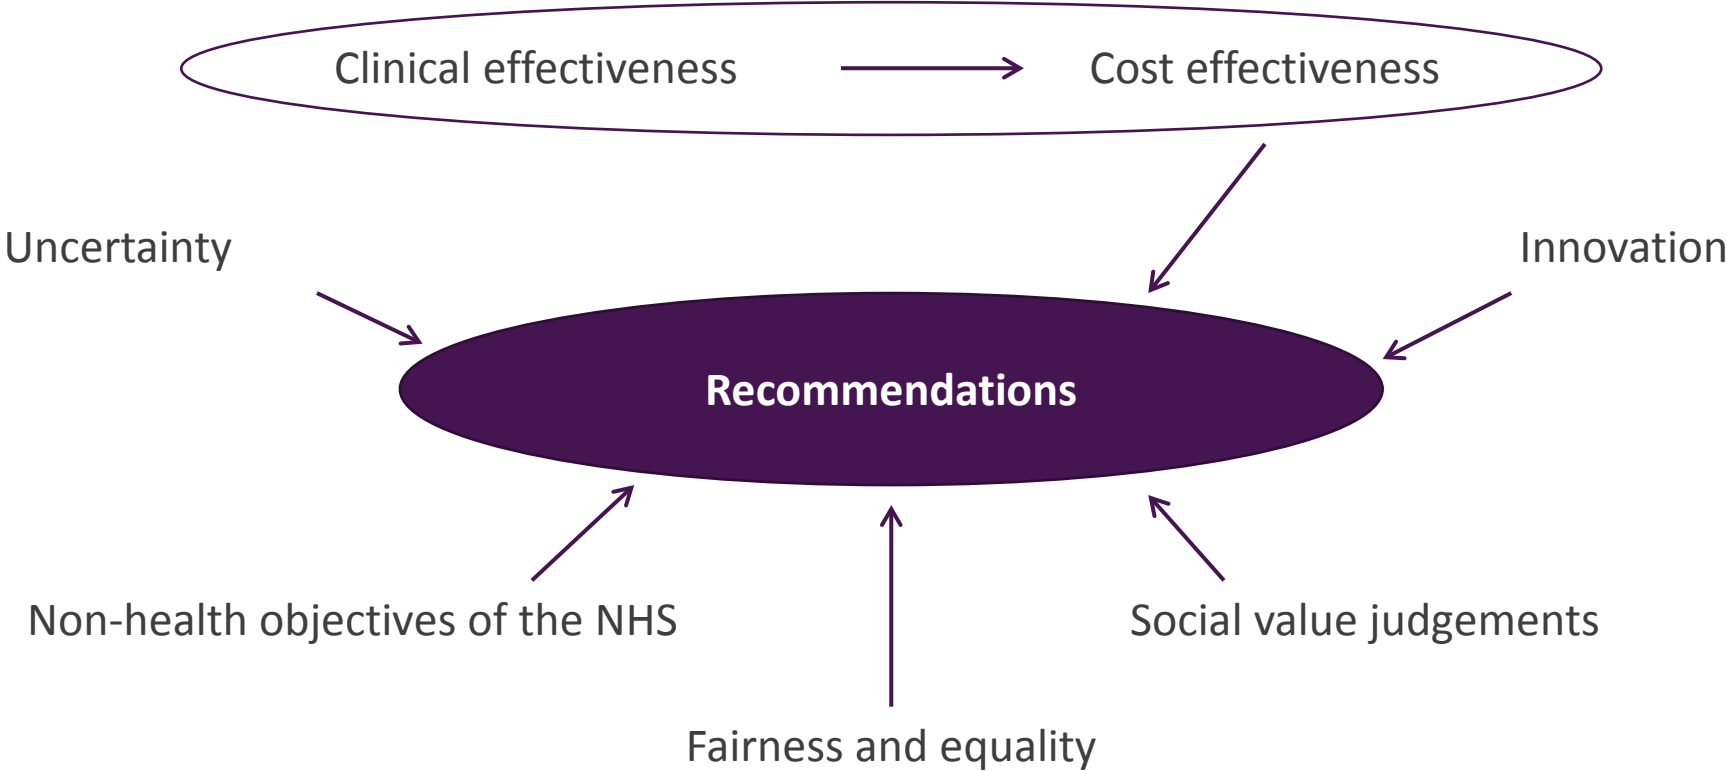 Clinical effectiveness
Cost effectiveness
Uncertainty
Innovation
Recommendations
Non-health objectives of the NHS
Social value judgements
Fairness and equality